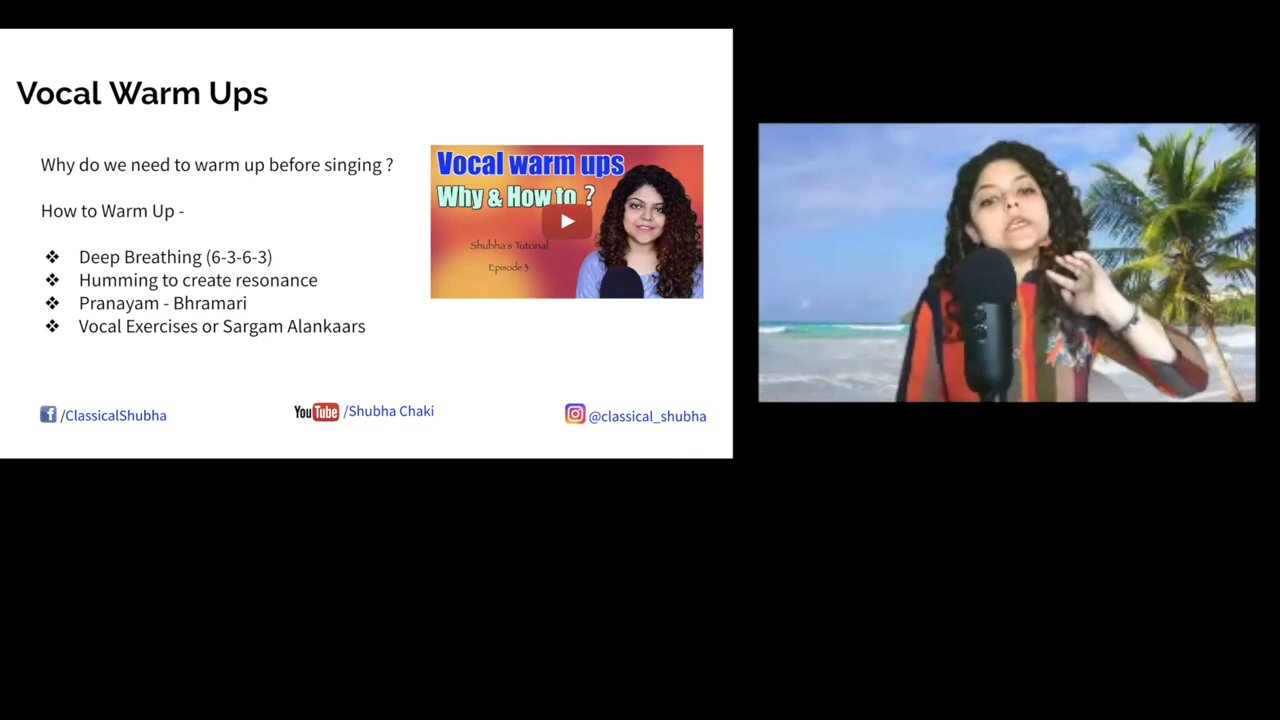 Vocal Warm Ups
Why do we need to warm up before singing ?
How to Warm Up -
❖ Deep Breathing (6-3-6-3)
❖ Humming to create resonance
❖ Pranayam - Bhramari
❖ Vocal Exercises or Sargam Alankaars
Vocal warm ups
Why & How to ?
Shubha's Tutorial
Episode 5
f /ClassicalShubha
YouTube /Shubha Chaki
@classical_shubha